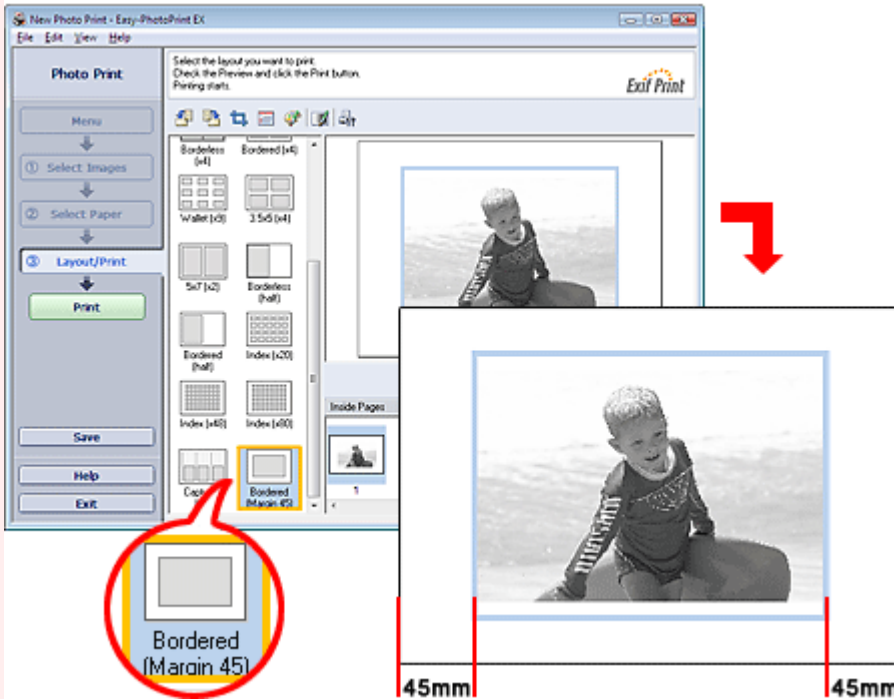 New Photo Print - Easy-PhotoPrint EX
File Edit View Help
Photo Print
Select the layout you want to print.
Check the Preview and click the Print button.
Printing starts.
Exif Print
Menu
① Select Images
② Select Paper
③ Layout/Print
Print
Save
Help
Exit
Borderless
(x4)
Bordered (x4)
Wallet (x9)
3.5x5 (x4)
5x7 (x2)
Borderless
(half)
Bordered
(half)
Index (x20)
Index (x48)
Index (x80)
Bordered
(Margin 45)
Inside Pages
1
Bordered
(Margin 45)
45mm
45mm